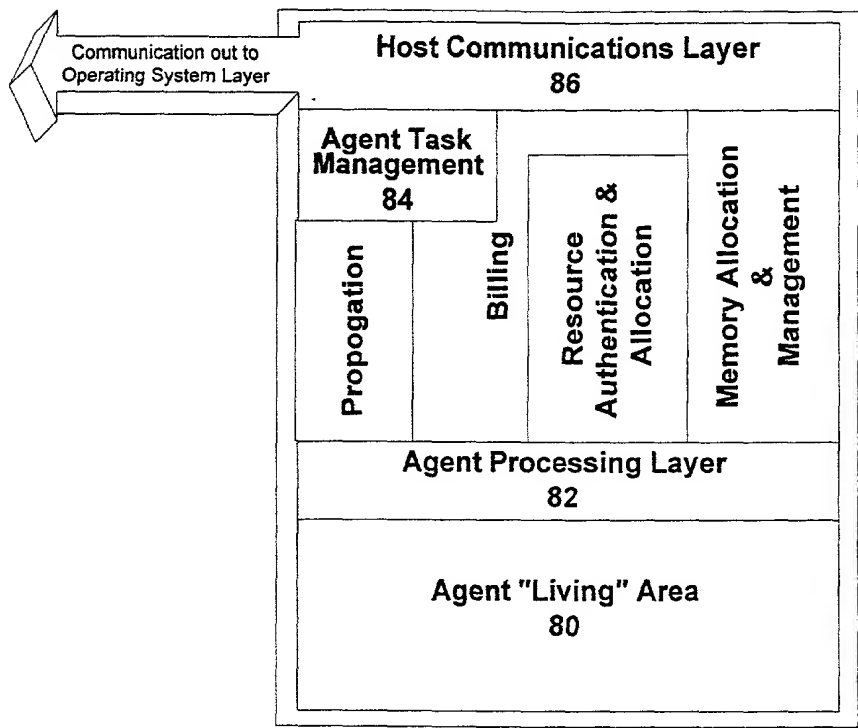 Communication out to
Operating System Layer
Host Communications Layer
86
Agent Task
Management
84
Propogation
Billing
Resource
Authentication &
Allocation
Memory Allocation
&
Management
Agent Processing Layer
82
Agent "Living" Area
80